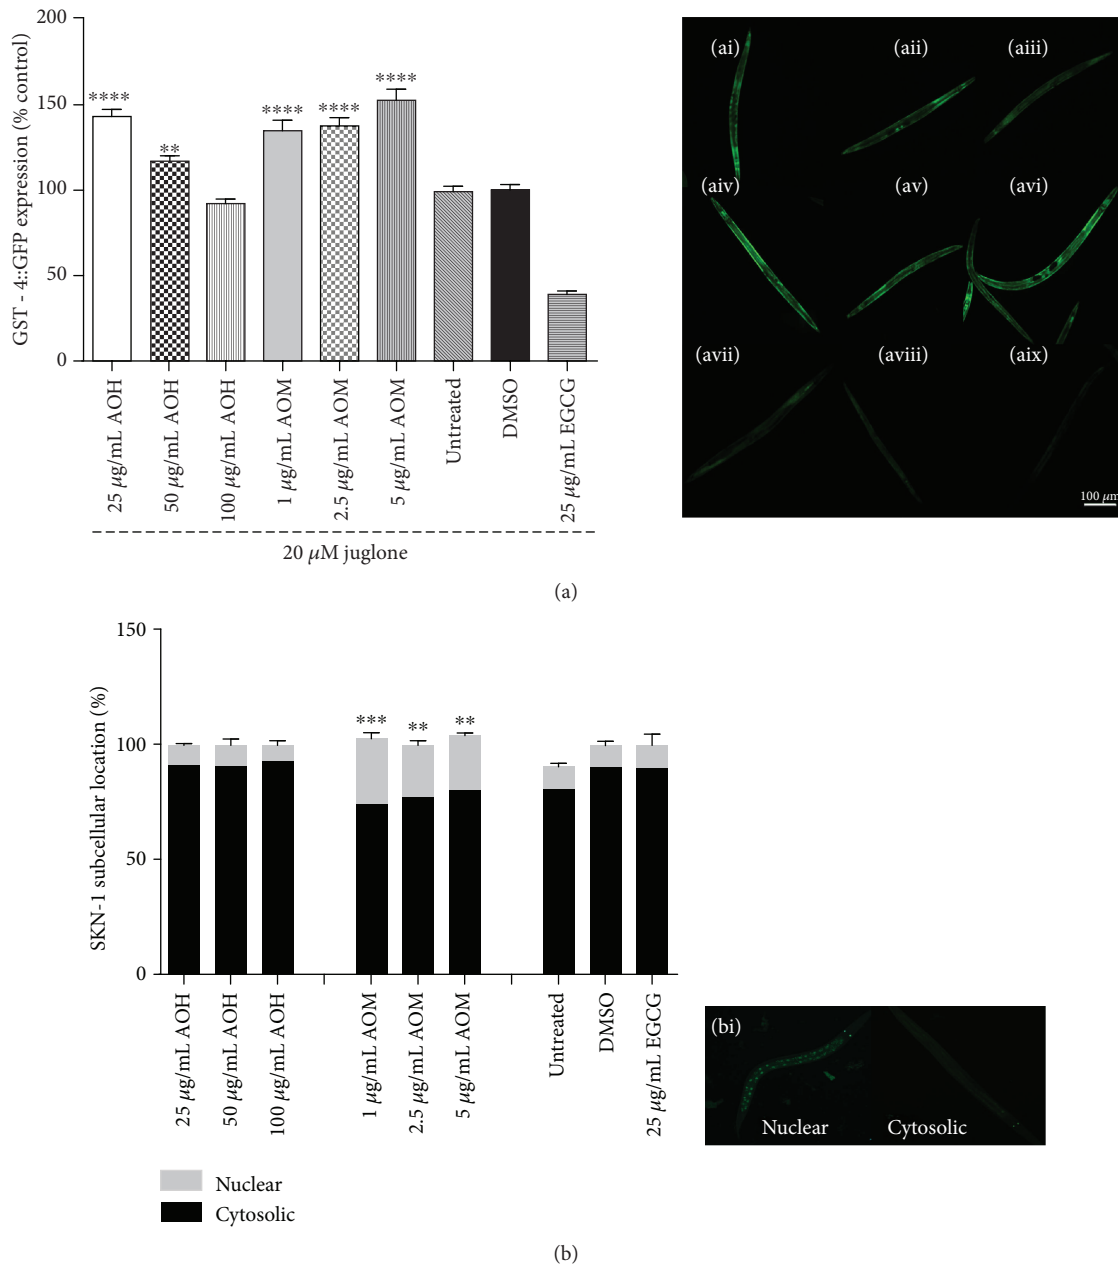 200
150
100
50
0
GST - 4::GFP expression (% control)
****
**
****
****
****
25 µg/mL AOH
50 µg/mL AOH
100 µg/mL AOH
1 µg/mL AOM
2.5 µg/mL AOM
5 µg/mL AOM
Untreated
DMSO
25 µg/mL EGCG
20 µM juglone
(ai)
(aii)
(aiii)
(aiv)
(av)
(avi)
(avii)
(aviii)
(aix)
100 µm
(a)
150
100
50
0
SKN-1 subcellular location (%)
***
**
**
25 µg/mL AOH
50 µg/mL AOH
100 µg/mL AOH
1 µg/mL AOM
2.5 µg/mL AOM
5 µg/mL AOM
Untreated
DMSO
25 µg/mL EGCG
Nuclear
Cytosolic
(bi)
Nuclear
Cytosolic
(b)